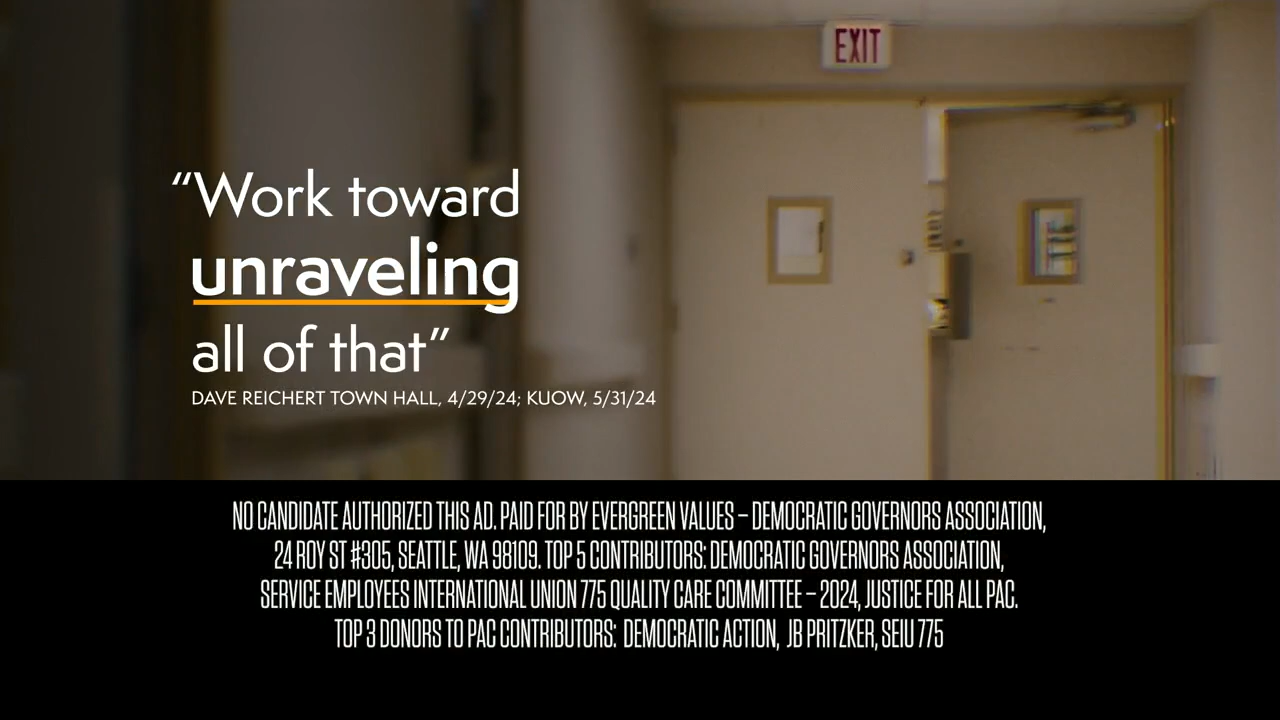 EXIT
“Work toward
unraveling
all of that”
DAVE REICHERT TOWN HALL, 4/29/24; KUOW, 5/31/24
NO CANDIDATE AUTHORIZED THIS AD. PAID FOR BY EVERGREEN VALUES – DEMOCRATIC GOVERNORS ASSOCIATION,
24 ROY ST #305, SEATTLE, WA 98109. TOP 5 CONTRIBUTORS: DEMOCRATIC GOVERNORS ASSOCIATION,
SERVICE EMPLOYEES INTERNATIONAL UNION 775 QUALITY CARE COMMITTEE – 2024, JUSTICE FOR ALL PAC.
TOP 3 DONORS TO PAC CONTRIBUTORS: DEMOCRATIC ACTION, JB PRITZKER, SEIU 775